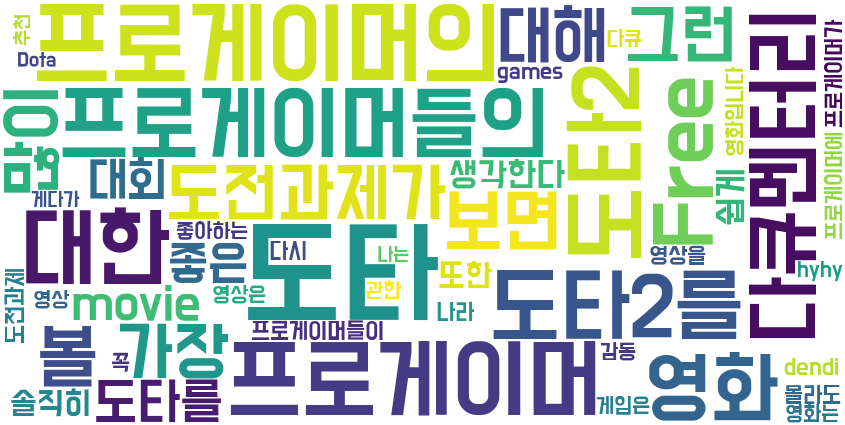 추천
프로게이머의
대해
다큐
그런
Dota
games
다큐멘터리
프로게이머가
많이
프로게이머들의
도타2
Free
영화입니다
프로게이머에
대회
도전과제가
생각한다
보면
쉽게
게다가
대한
좋아하는
좋은
도타
다시
나는
또한
영상을
hyhy
도전과제
영상
movie
영상은
관한
나라
도타2를
볼
꼭
가장
프로게이머들이
프로게이머
감동
영화
dendi
솔직히
도타를
게임은
몰라도
영화는